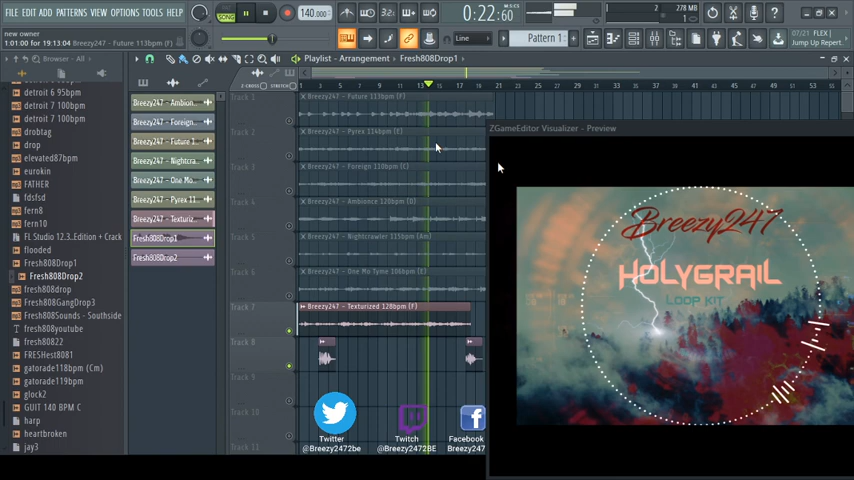 FILE EDIT ADD PATTERNS VIEW OPTIONS TOOLS HELP
new owner
1:01:00 for 19:13:04 Breezy247 - Future 113bpm (F)
SONG
140.000
0:22:60
2
278 MB
1
07/21 FLEX |
Jump Up Repert.
Line
Pattern 1
Browser - All
Playlist - Arrangement
Fresh808Drop1
Z-CROSS
STRETCH
detroit 6 95bpm
detroit 7 100bpm
detroit 7 100bpm
drobtag
drop
elevated87bpm
eurokin
FATHER
fdsfsd
fern8
fern10
FL Studio 12.3..Edition + Crack
flooded
Fresh808Drop1
Fresh808Drop2
fresh808drop
Fresh808GangDrop3
Fresh808Sounds - Southside
fresh808youtube
fresh80822
FRESHest8081
gatorade118bpm (Cm)
gatorade119bpm
glock2
GUIT 140 BPM C
harp
heartbroken
jay3
Breezy247 - Ambion.
Breezy247 - Foreign.
Breezy247 - Future 1.
Breezy247 - Nightcra.
Breezy247 - One Mo.
Breezy247 - Pyrex 11.
Breezy247 - Texturiz.
Fresh808Drop1
Fresh808Drop2
Track 1
Breezy247 - Future 113bpm (F)
Track 2
Breezy247 - Pyrex 114bpm (E)
Track 3
Breezy247 - Foreign 110bpm (C)
Track 4
Breezy247 - Ambiance 120bpm (D)
Track 5
Breezy247 - Nightcrawler 115bpm (Am)
Track 6
Breezy247 - One Mo Tyme 106bpm (E)
Track 7
Breezy247 - Texturized 128bpm (F)
Track 8
Track 9
Track 10
Track 11
Twitter
@Breezy2472be
Twitch
@Breezy2472BE
Facebook
Breezy247
ZGameEditor Visualizer - Preview
Breezy247
HOLYGRAIL
LOOP KIT